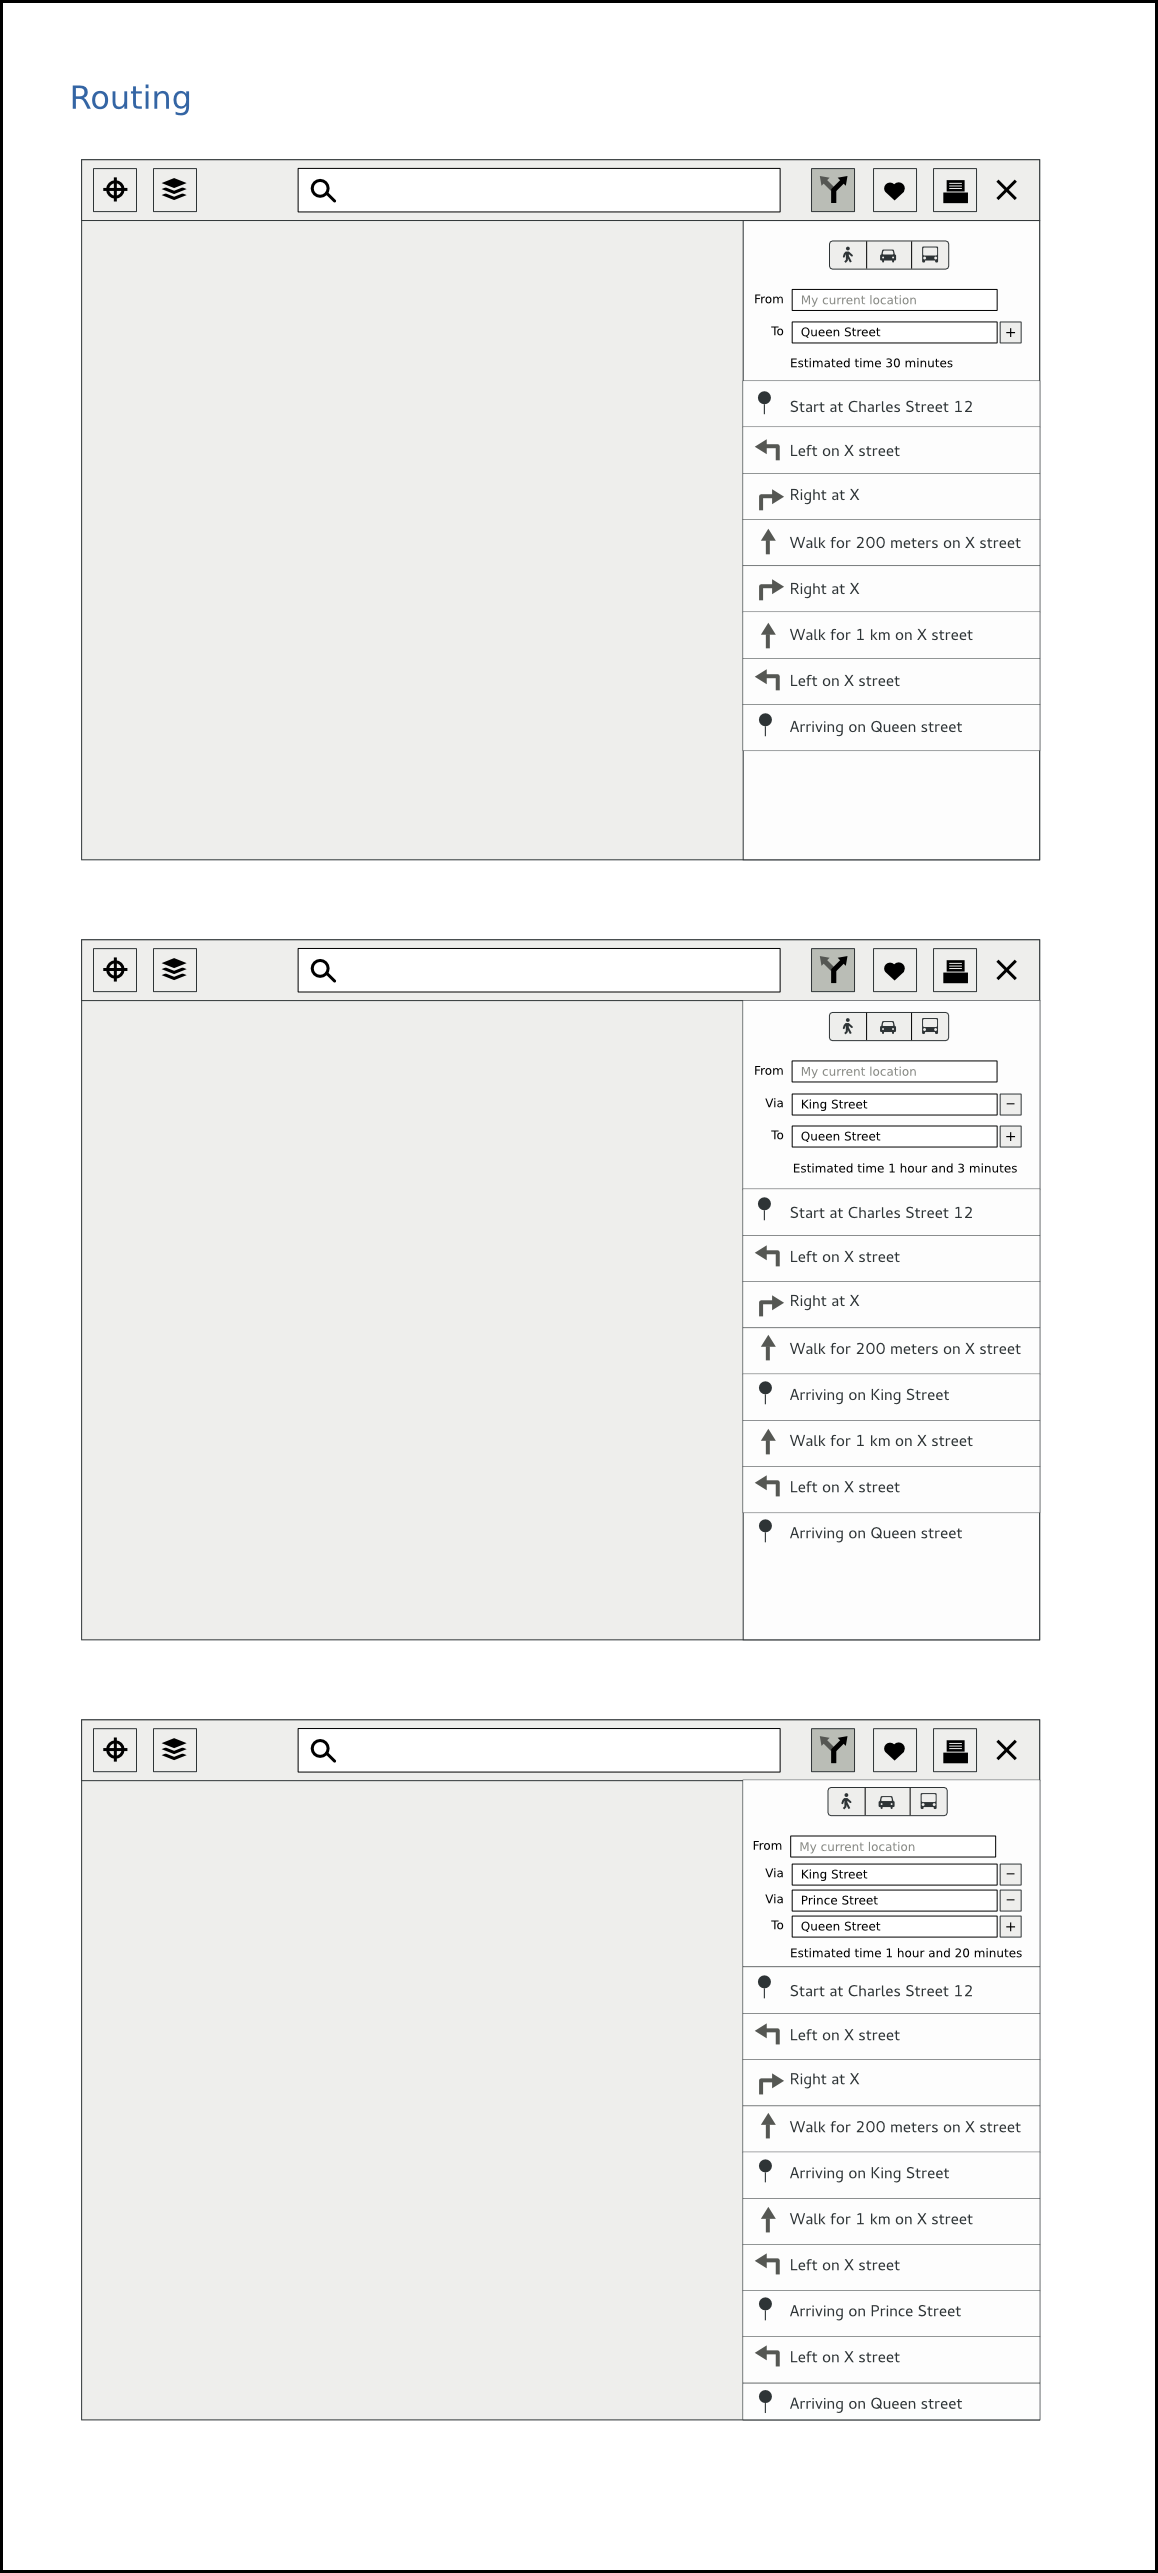 Routing
From My current location
To Queen Street +
Estimated time 30 minutes
Start at Charles Street 12
Left on X street
Right at X
Walk for 200 meters on X street
Right at X
Walk for 1 km on X street
Left on X street
Arriving on Queen street
From My current location
Via King Street −
To Queen Street +
Estimated time 1 hour and 3 minutes
Start at Charles Street 12
Left on X street
Right at X
Walk for 200 meters on X street
Arriving on King Street
Walk for 1 km on X street
Left on X street
Arriving on Queen street
From My current location
Via King Street −
Via Prince Street −
To Queen Street +
Estimated time 1 hour and 20 minutes
Start at Charles Street 12
Left on X street
Right at X
Walk for 200 meters on X street
Arriving on King Street
Walk for 1 km on X street
Left on X street
Arriving on Prince Street
Left on X street
Arriving on Queen street